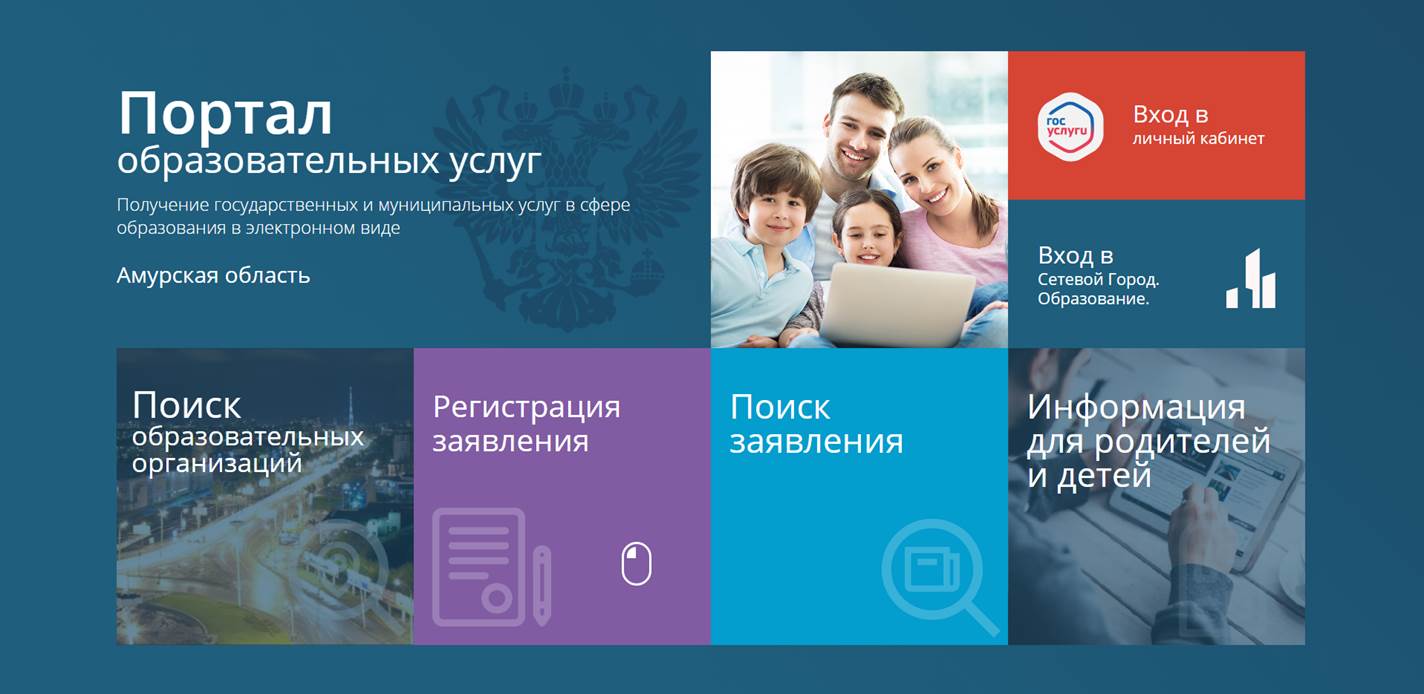 Портал
образовательных услуг
Получение государственных и муниципальных услуг в сфере
образования в электронном виде
Амурская область
гос
услуги
Вход в
личный кабинет
Вход в
Сетевой Город.
Образование.
Поиск
образовательных
организаций
Регистрация
заявления
Поиск
заявления
Информация
для родителей
и детей